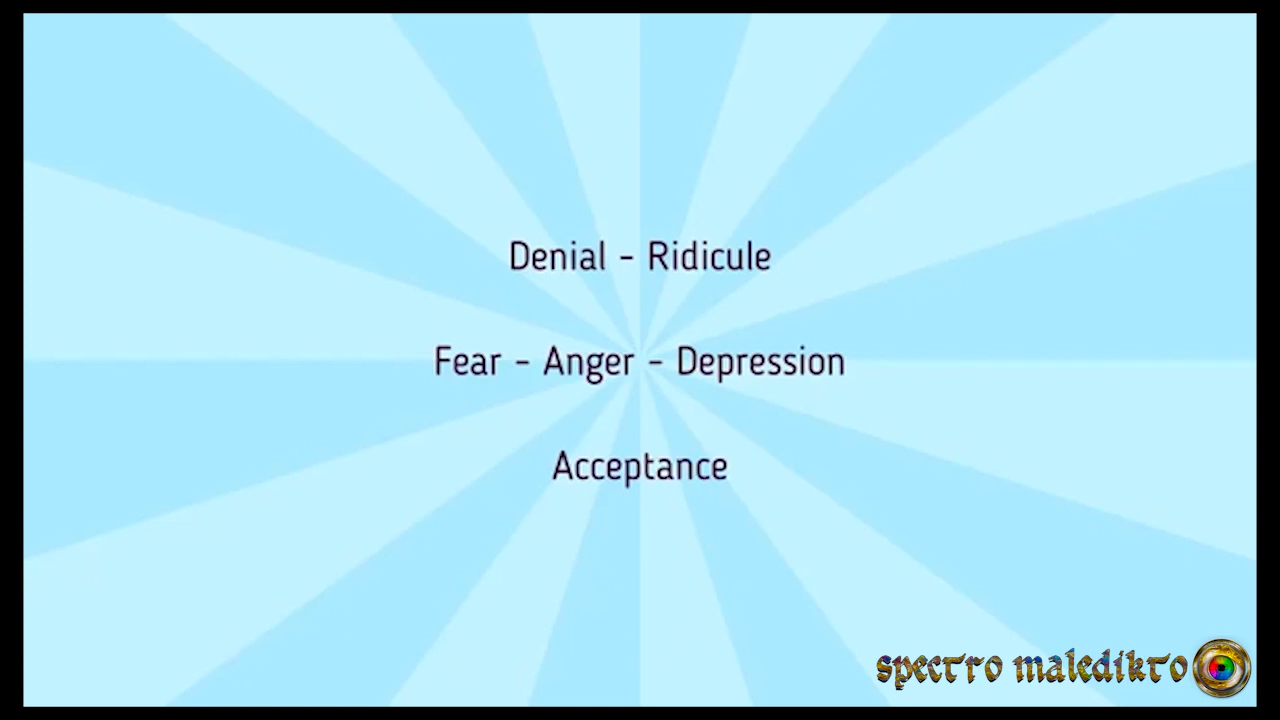 Denial - Ridicule
Fear - Anger - Depression
Acceptance
spectro maledikto